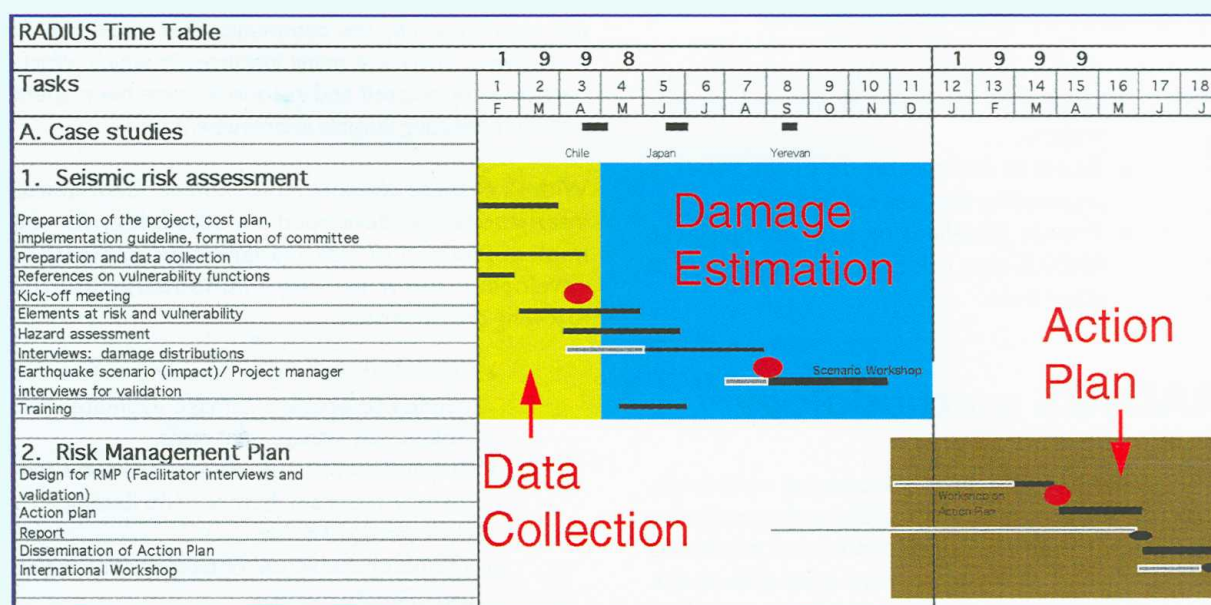 RADIUS Time Table
1 9 9 8 1 9 9 9
Tasks 1 2 3 4 5 6 7 8 9 10 11 12 13 14 15 16 17 18
F M A M J J A S O N D J F M A M J J
A. Case studies
Chile Japan Yerevan
1. Seismic risk assessment
Preparation of the project, cost plan,
implementation guideline, formation of committee
Preparation and data collection
References on vulnerability functions
Kick-off meeting
Elements at risk and vulnerability
Hazard assessment
Interviews: damage distributions
Earthquake scenario (impact)/ Project manager
interviews for validation
Training
Damage
Estimation
Scenario Workshop
Data
Collection
Action
Plan
2. Risk Management Plan
Design for RMP (Facilitator interviews and
validation)
Action plan
Report
Dissemination of Action Plan
International Workshop
Workshop on
Action Plan